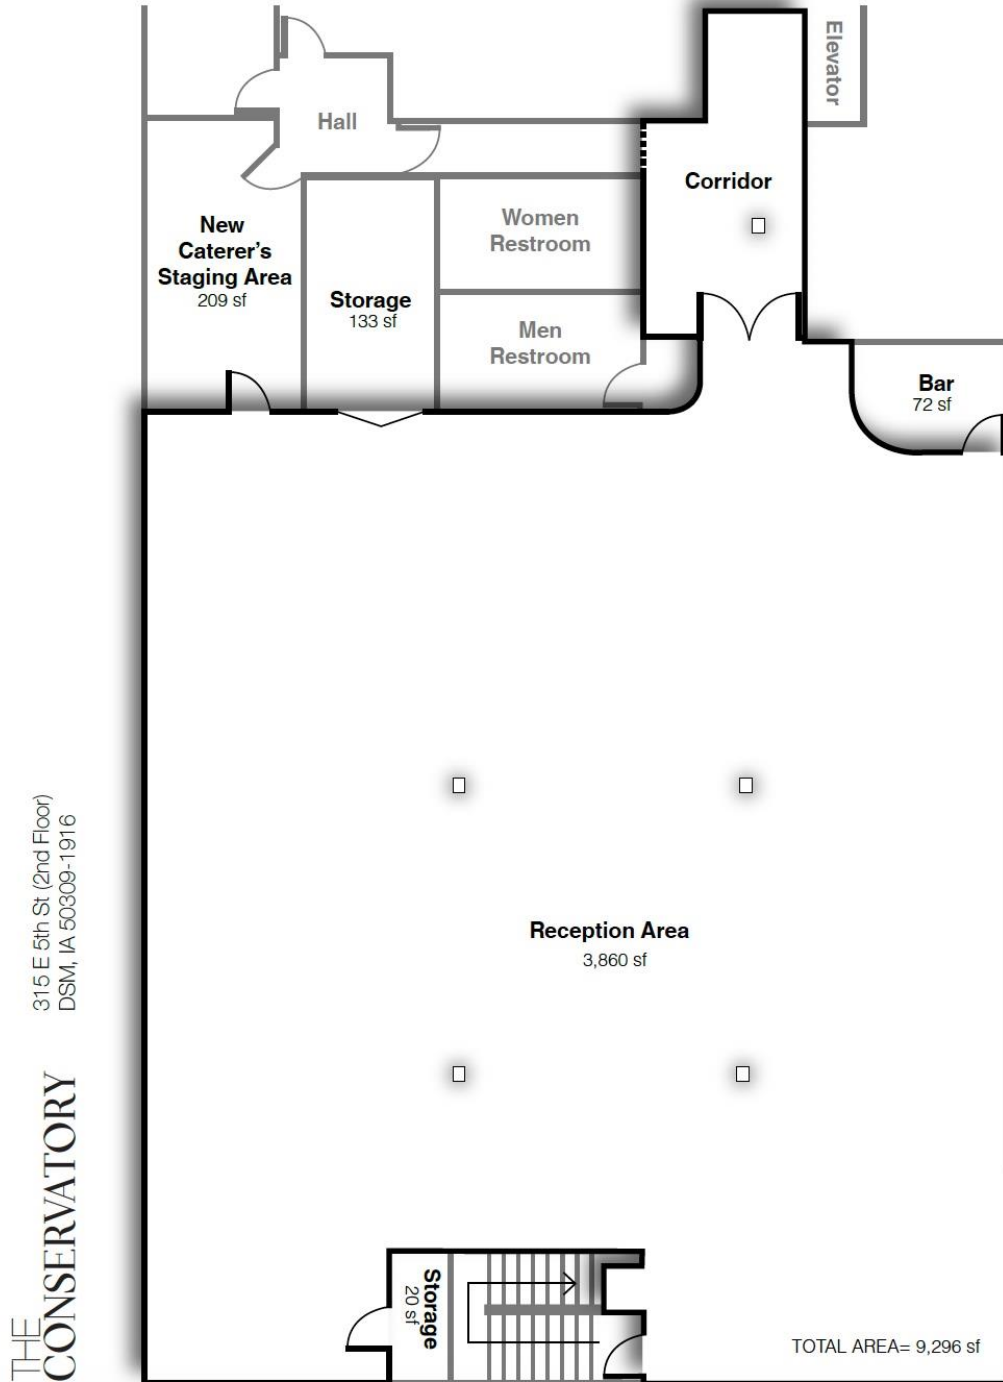 Elevator
Hall
Corridor
New
Caterer's
Staging Area
209 sf
Storage
133 sf
Women
Restroom
Men
Restroom
Bar
72 sf
Reception Area
3,860 sf
Storage
20 sf
TOTAL AREA= 9,296 sf
315 E 5th St (2nd Floor)
DSM, IA 50309-1916
THE
CONSERVATORY